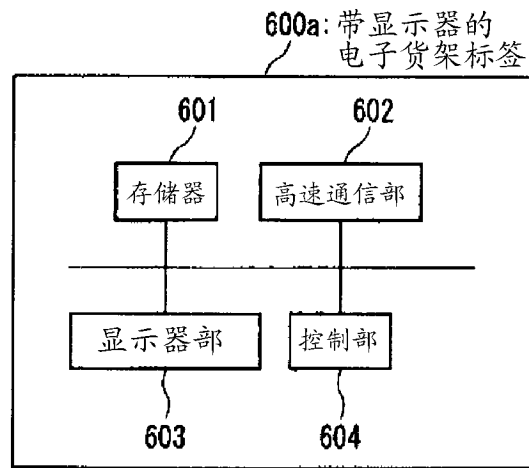 600a:带显示器的
电子货架标签
601
602
存储器
高速通信部
显示器部
控制部
603
604